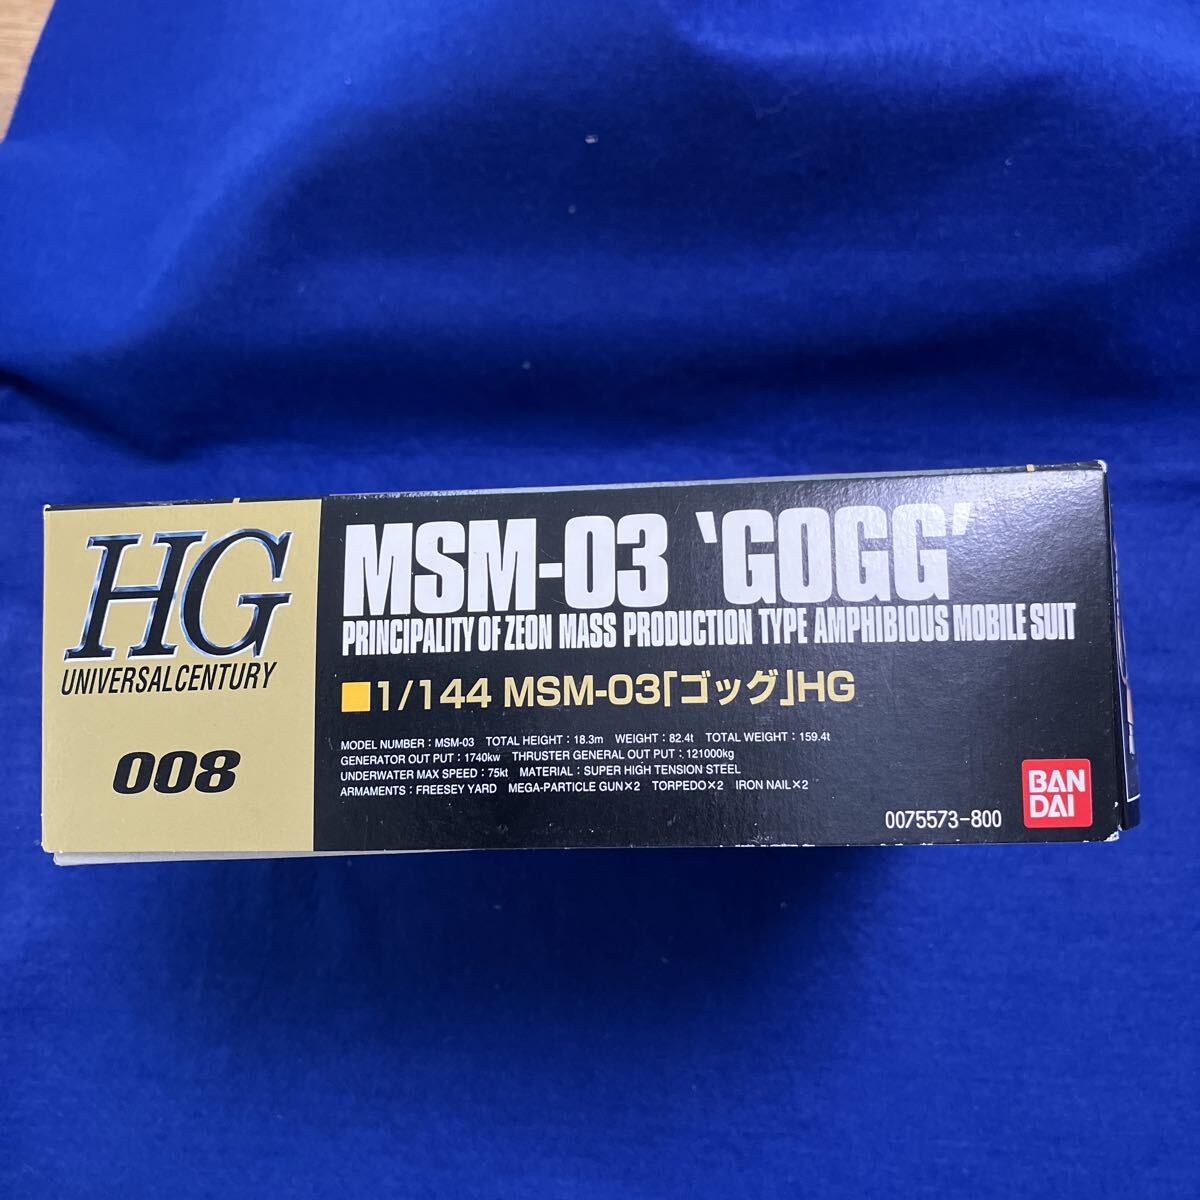 HG
UNIVERSAL CENTURY
008
MSM-03 'GOGG'
PRINCIPALITY OF ZEON MASS PRODUCTION TYPE AMPHIBIOUS MOBILE SUIT
■1/144 MSM-03「ゴッグ」HG
MODEL NUMBER : MSM-03 TOTAL HEIGHT : 18.3m WEIGHT : 82.4t TOTAL WEIGHT : 159.4t
GENERATOR OUT PUT : 1740kw THRUSTER GENERAL OUT PUT : 121000kg
UNDERWATER MAX SPEED : 75kt MATERIAL : SUPER HIGH TENSION STEEL
ARMAMENTS : FREESEY YARD MEGA-PARTICLE GUN×2 TORPEDO×2 IRON NAIL×2
0075573-800
BAN
DAI